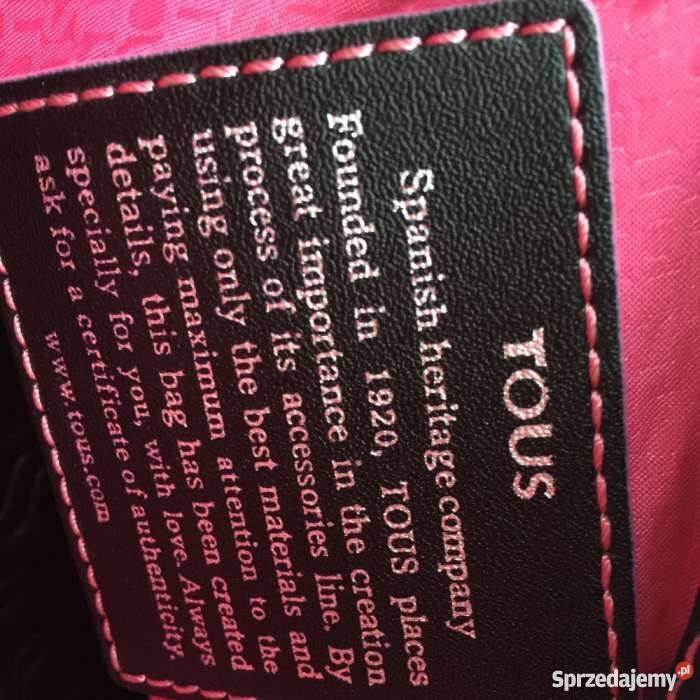 TOUS
Spanish heritage company
Founded in 1920, TOUS places
great importance in the creation
process of its accessories line. By
using only the best materials and
paying maximum attention to the
details, this bag has been created
specially for you, with love. Always
ask for a certificate of authenticity.
www.tous.com
Sprzedajemy.pl